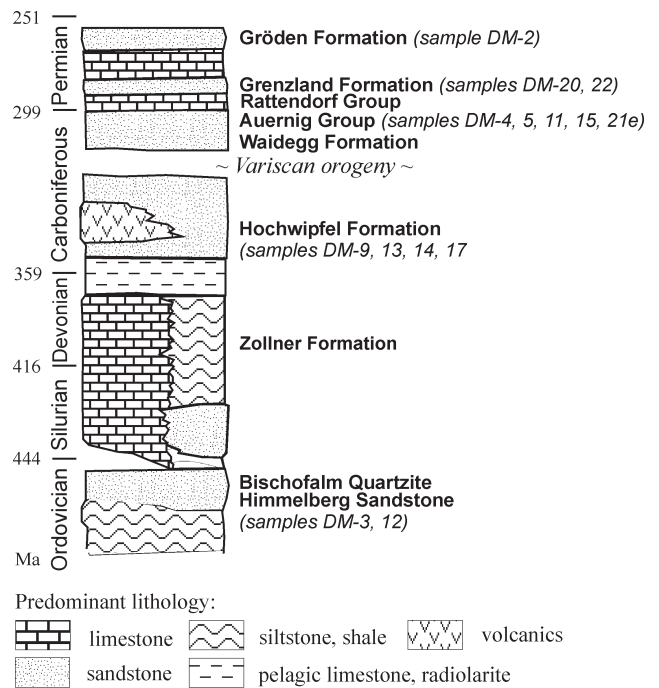 251
Permian
Gröden Formation (sample DM-2)
Grenzland Formation (samples DM-20, 22)
Rattendorf Group
299
Auernig Group (samples DM-4, 5, 11, 15, 21e)
Waidegg Formation
~ Variscan orogeny ~
Carboniferous
Hochwipfel Formation
(samples DM-9, 13, 14, 17
359
Devonian
Zollner Formation
416
Silurian
444
Bischofalm Quartzite
Himmelberg Sandstone
(samples DM-3, 12)
Ordovician
Ma
Predominant lithology:
limestone
siltstone, shale
volcanics
sandstone
pelagic limestone, radiolarite